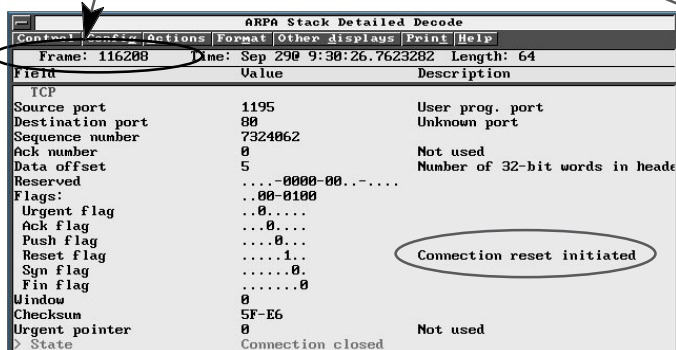 ARPA Stack Detailed Decode
Control Config Actions Format Other displays Print Help
Frame: 116208 Time: Sep 29@ 9:30:26.7623282 Length: 64
Field Value Description
TCP
Source port 1195 User prog. port
Destination port 80 Unknown port
Sequence number 7324062
Ack number 0 Not used
Data offset 5 Number of 32-bit words in heade
Reserved ....-0000-00..-....
Flags: ..00-0100
Urgent flag ..0.....
Ack flag ...0....
Push flag ....0...
Reset flag .....1.. Connection reset initiated
Syn flag ......0.
Fin flag .......0
Window 0
Checksum 5F-E6
Urgent pointer 0 Not used
> State Connection closed